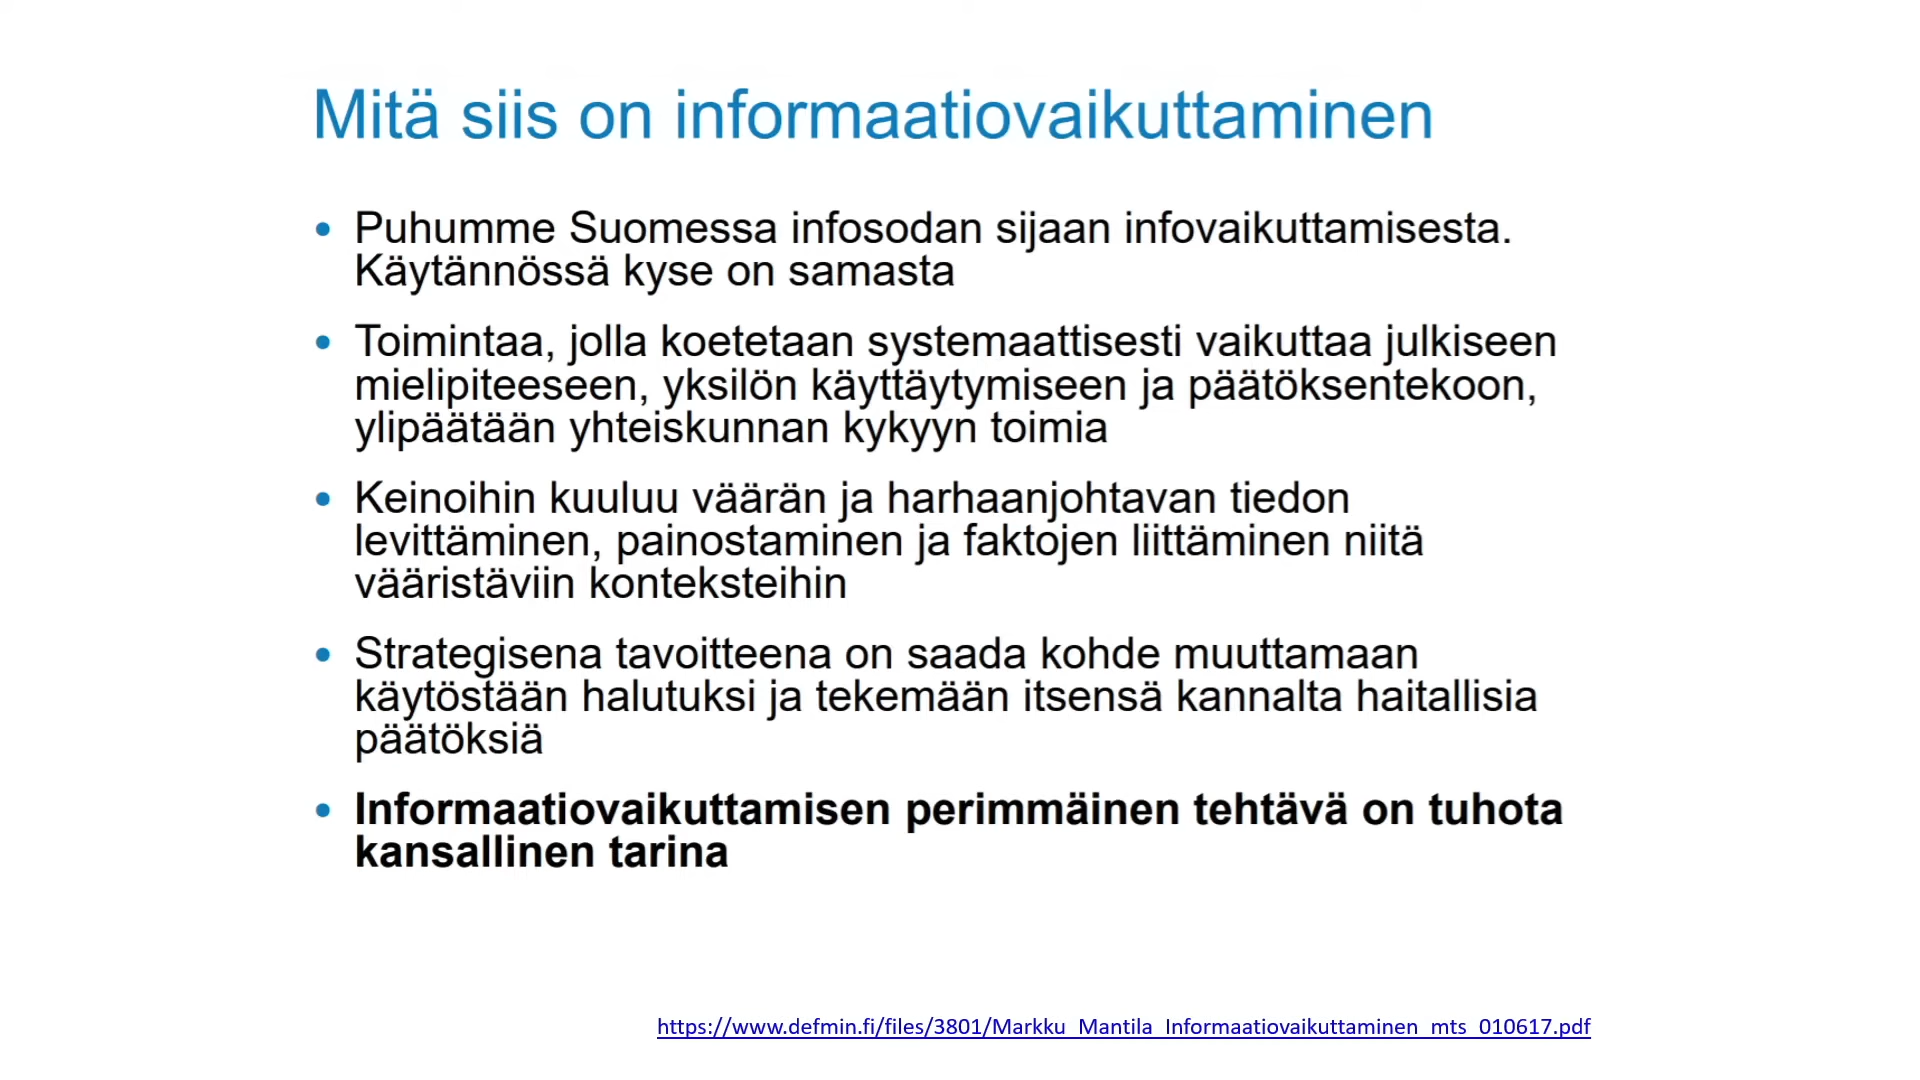 Mitä siis on informaatiovaikuttaminen
• Puhumme Suomessa infosodan sijaan infovaikuttamisesta.
Käytännössä kyse on samasta
• Toimintaa, jolla koetetaan systemaattisesti vaikuttaa julkiseen
mielipiteeseen, yksilön käyttäytymiseen ja päätöksentekoon,
ylipäätään yhteiskunnan kykyyn toimia
• Keinoihin kuuluu väärän ja harhaanjohtavan tiedon
levittäminen, painostaminen ja faktojen liittäminen niitä
vääristäviin konteksteihin
• Strategisena tavoitteena on saada kohde muuttamaan
käytöstään halutuksi ja tekemään itsensä kannalta haitallisia
päätöksiä
• Informaatiovaikuttamisen perimmäinen tehtävä on tuhota
kansallinen tarina
https://www.defmin.fi/files/3801/Markku_Mantila_Informaatiovaikuttaminen_mts_010617.pdf